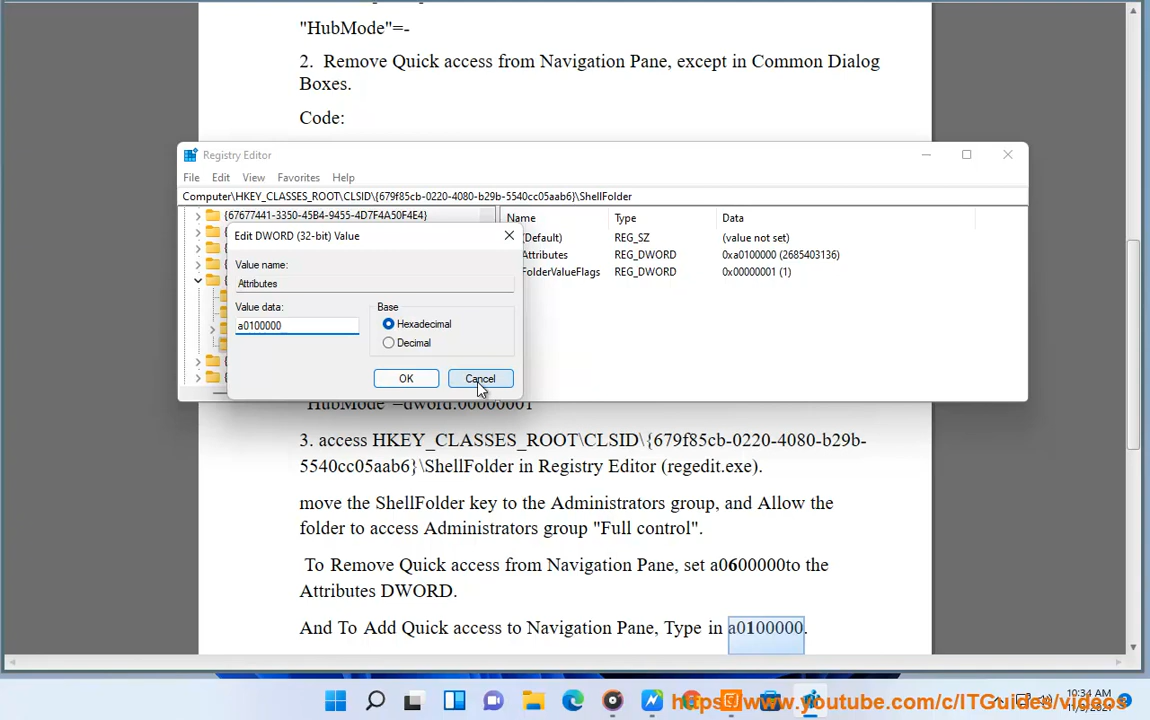 "HubMode"=-
2. Remove Quick access from Navigation Pane, except in Common Dialog
Boxes.
Code:
Registry Editor
File Edit View Favorites Help
Computer\HKEY_CLASSES_ROOT\CLSID\{679f85cb-0220-4080-b29b-5540cc05aab6}\ShellFolder
{67677441-3350-45B4-9455-4D7F4A50F4E4}
Name Type Data
(Default) REG_SZ (value not set)
Attributes REG_DWORD 0xa0100000 (2685403136)
FolderValueFlags REG_DWORD 0x00000001 (1)
Edit DWORD (32-bit) Value
Value name:
Attributes
Value data:
a0100000
Base
Hexadecimal
Decimal
OK Cancel
"HubMode"=dword:00000001
3. access HKEY_CLASSES_ROOT\CLSID\{679f85cb-0220-4080-b29b-
5540cc05aab6}\ShellFolder in Registry Editor (regedit.exe).
move the ShellFolder key to the Administrators group, and Allow the
folder to access Administrators group "Full control".
To Remove Quick access from Navigation Pane, set a0600000to the
Attributes DWORD.
And To Add Quick access to Navigation Pane, Type in a0100000.
https://www.youtube.com/c/ITGuides/videos
10:34 AM